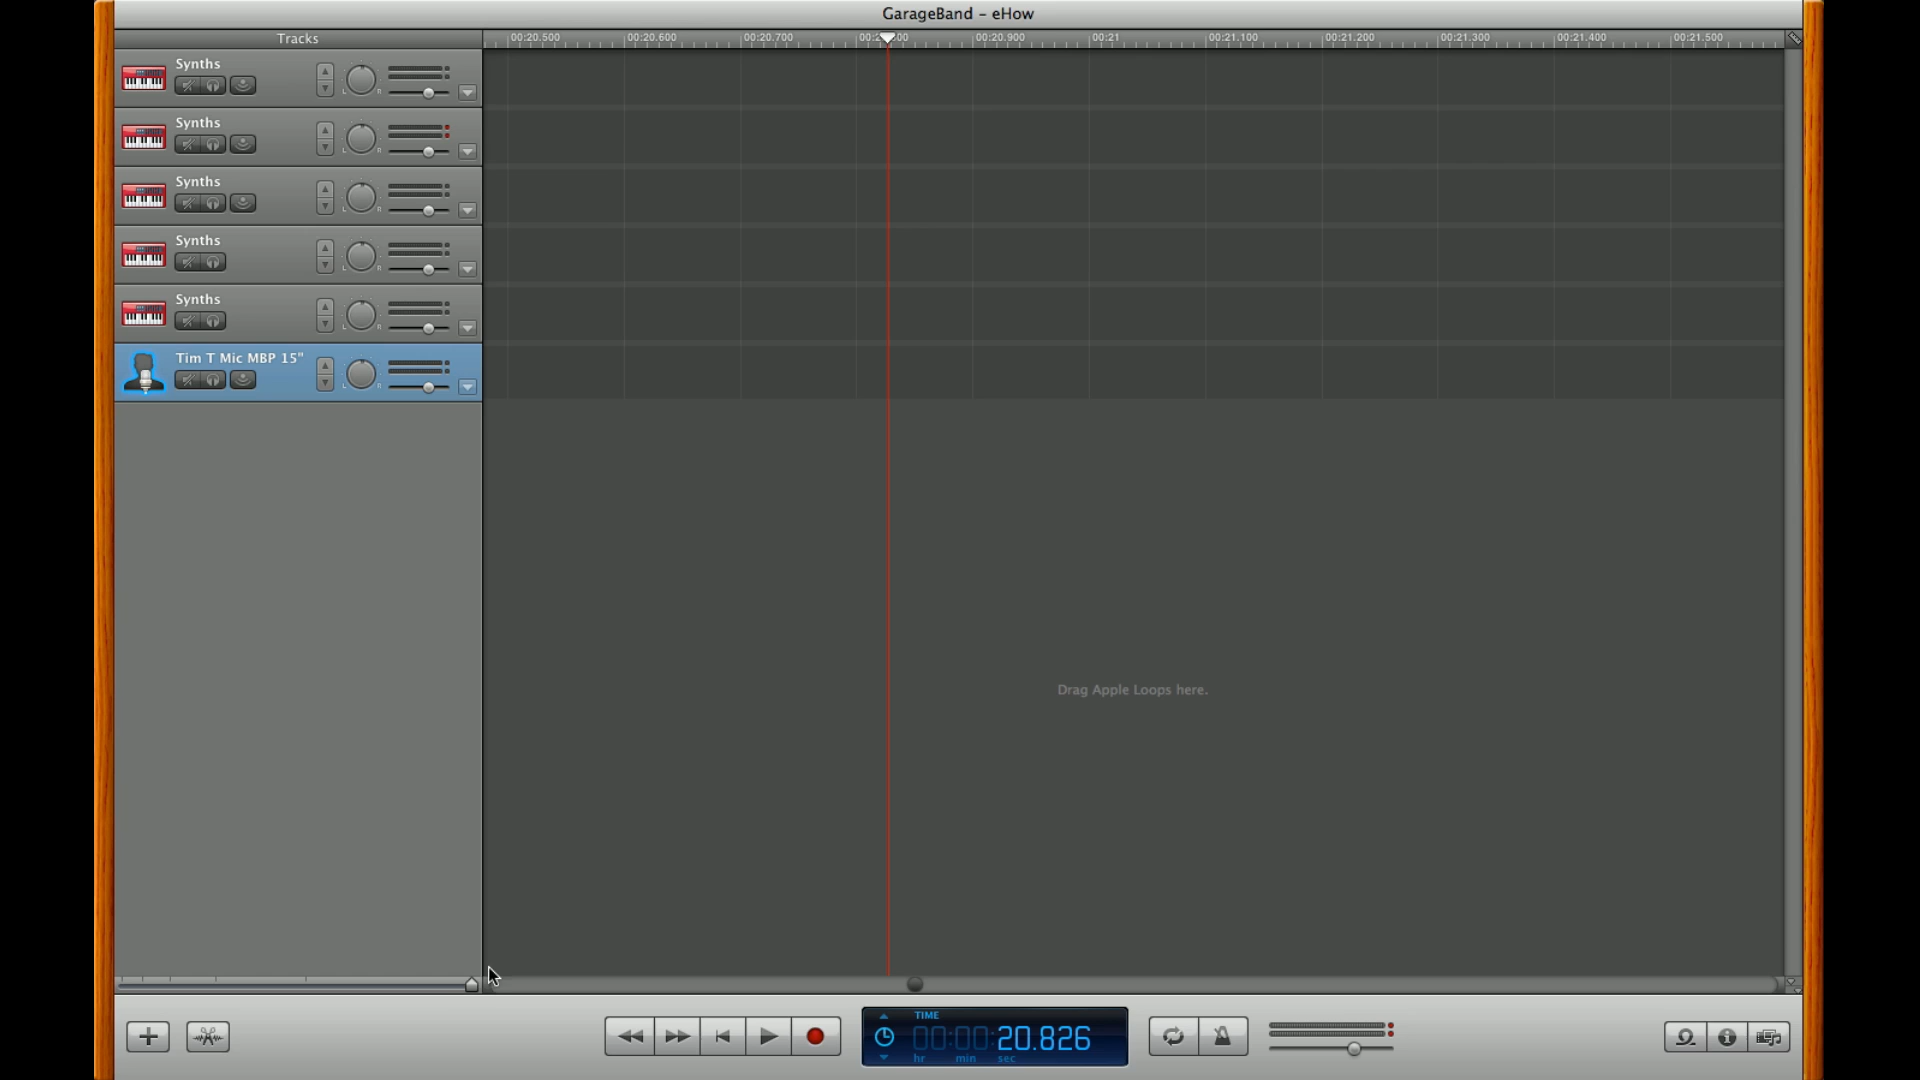 GarageBand – eHow
Tracks
00:20.500 00:20.600 00:20.700 00:20.900 00:21 00:21.100 00:21.200 00:21.300 00:21.400 00:21.500
Synths
L R
Synths
L R
Synths
L R
Synths
L R
Synths
L R
Tim T Mic MBP 15"
L R
Drag Apple Loops here.
TIME
00:00:20.826
hr min sec